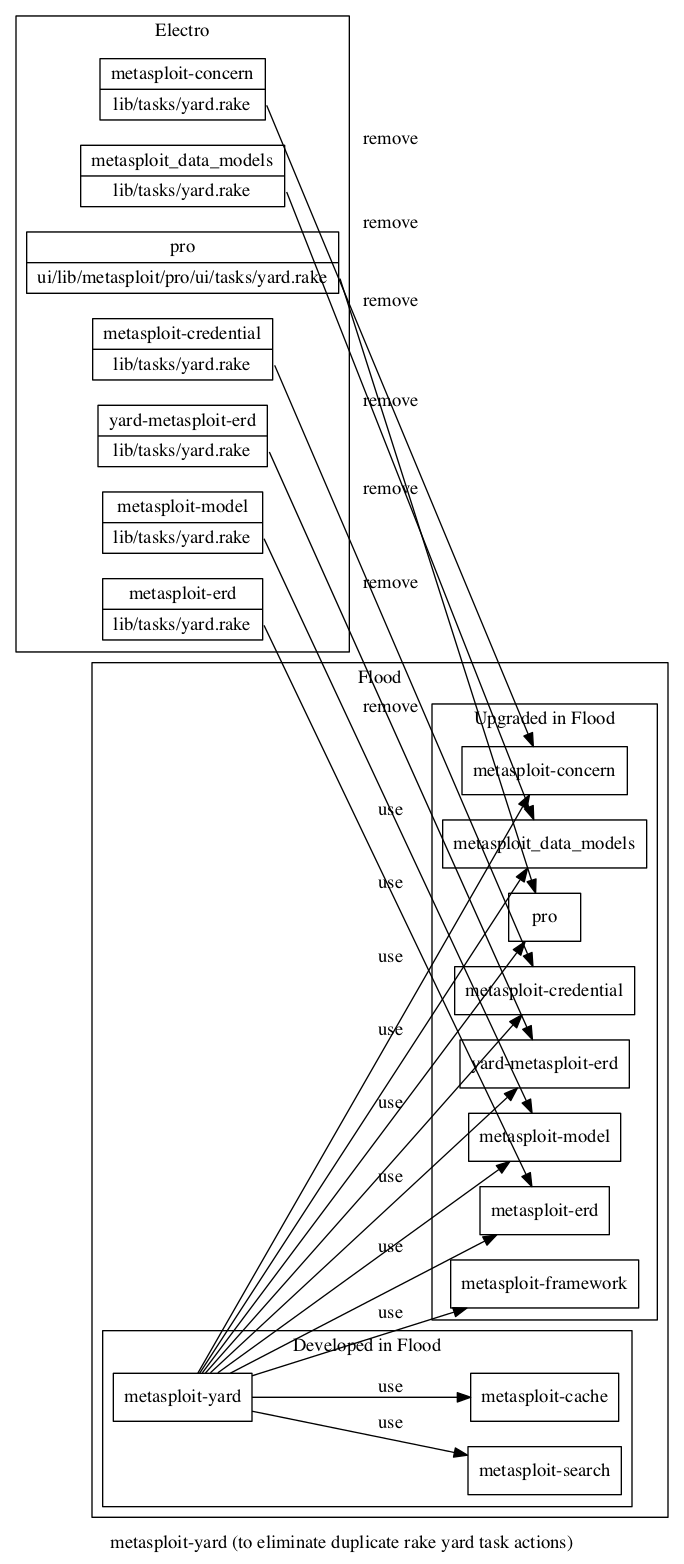 Electro
metasploit-concern
lib/tasks/yard.rake
remove
metasploit_data_models
lib/tasks/yard.rake
remove
pro
ui/lib/metasploit/pro/ui/tasks/yard.rake
remove
metasploit-credential
lib/tasks/yard.rake
remove
yard-metasploit-erd
lib/tasks/yard.rake
remove
metasploit-model
lib/tasks/yard.rake
remove
metasploit-erd
lib/tasks/yard.rake
Flood
remove
Upgraded in Flood
metasploit-concern
use
metasploit_data_models
use
pro
use
metasploit-credential
use
yard-metasploit-erd
use
metasploit-model
use
metasploit-erd
use
metasploit-framework
use
Developed in Flood
metasploit-yard
use
metasploit-cache
use
metasploit-search
metasploit-yard (to eliminate duplicate rake yard task actions)